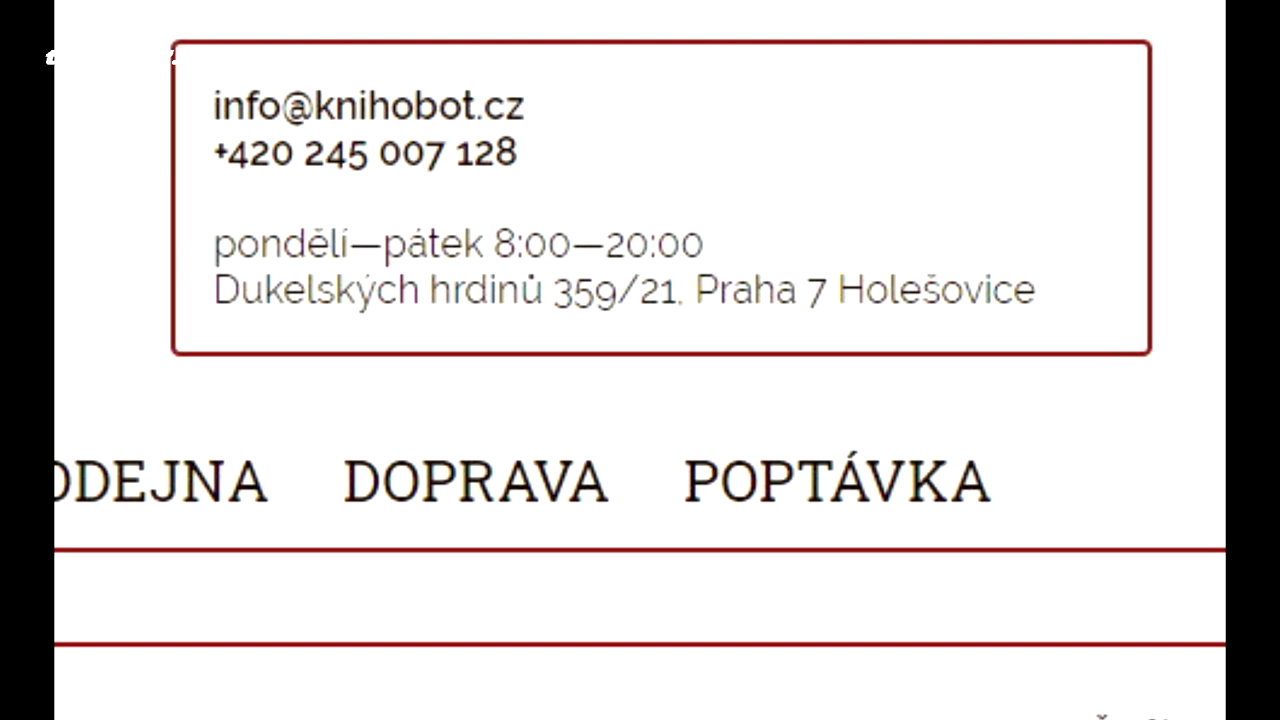 info@knihobot.cz
+420 245 007 128
pondělí—pátek 8:00—20:00
Dukelských hrdinů 359/21, Praha 7 Holešovice
ODEJNA DOPRAVA POPTÁVKA